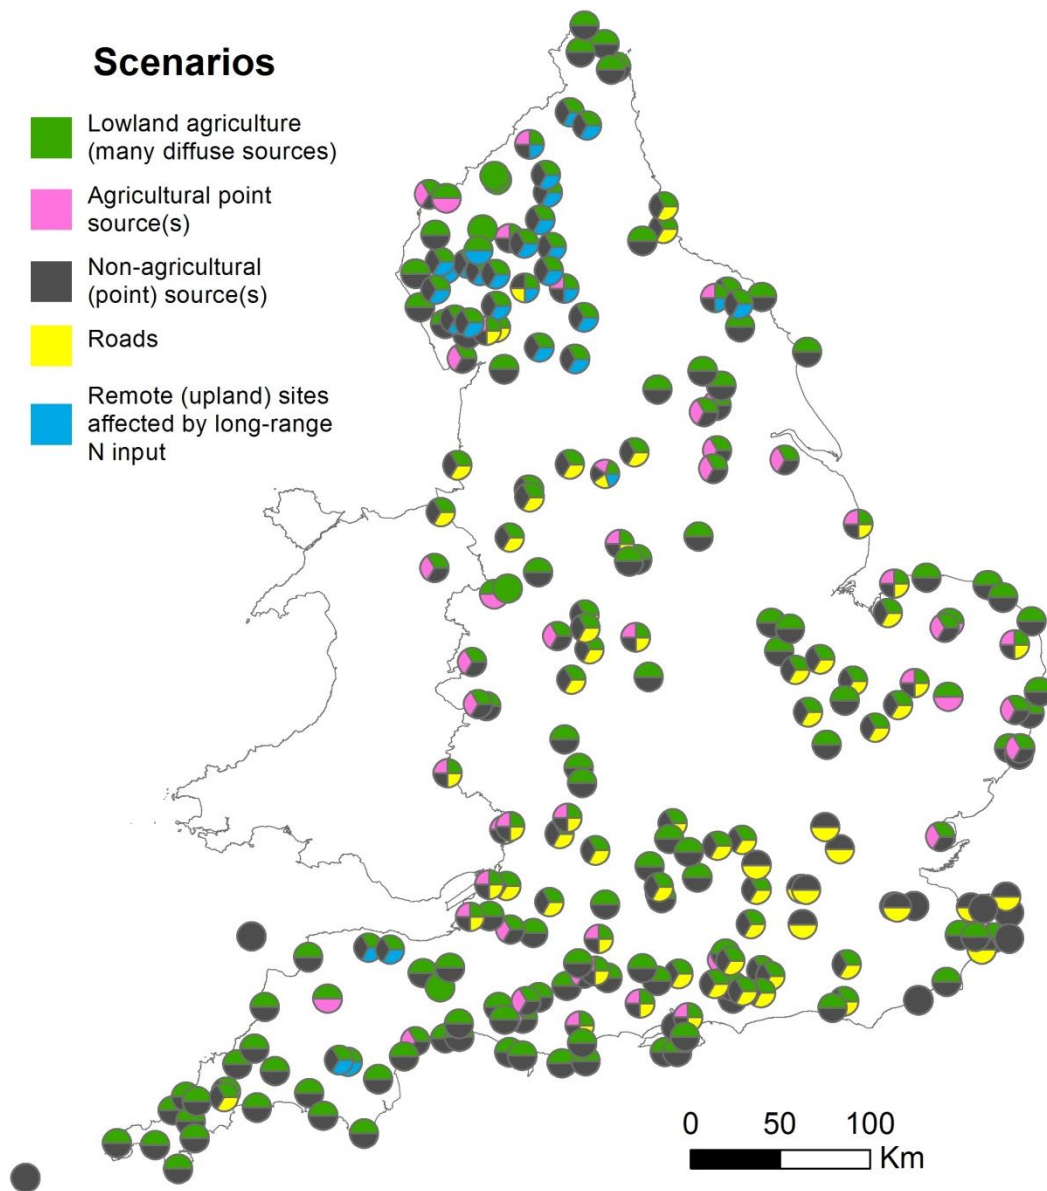 Scenarios
Lowland agriculture
(many diffuse sources)
Agricultural point
source(s)
Non-agricultural
(point) source(s)
Roads
Remote (upland) sites
affected by long-range
N input
0 50 100
Km